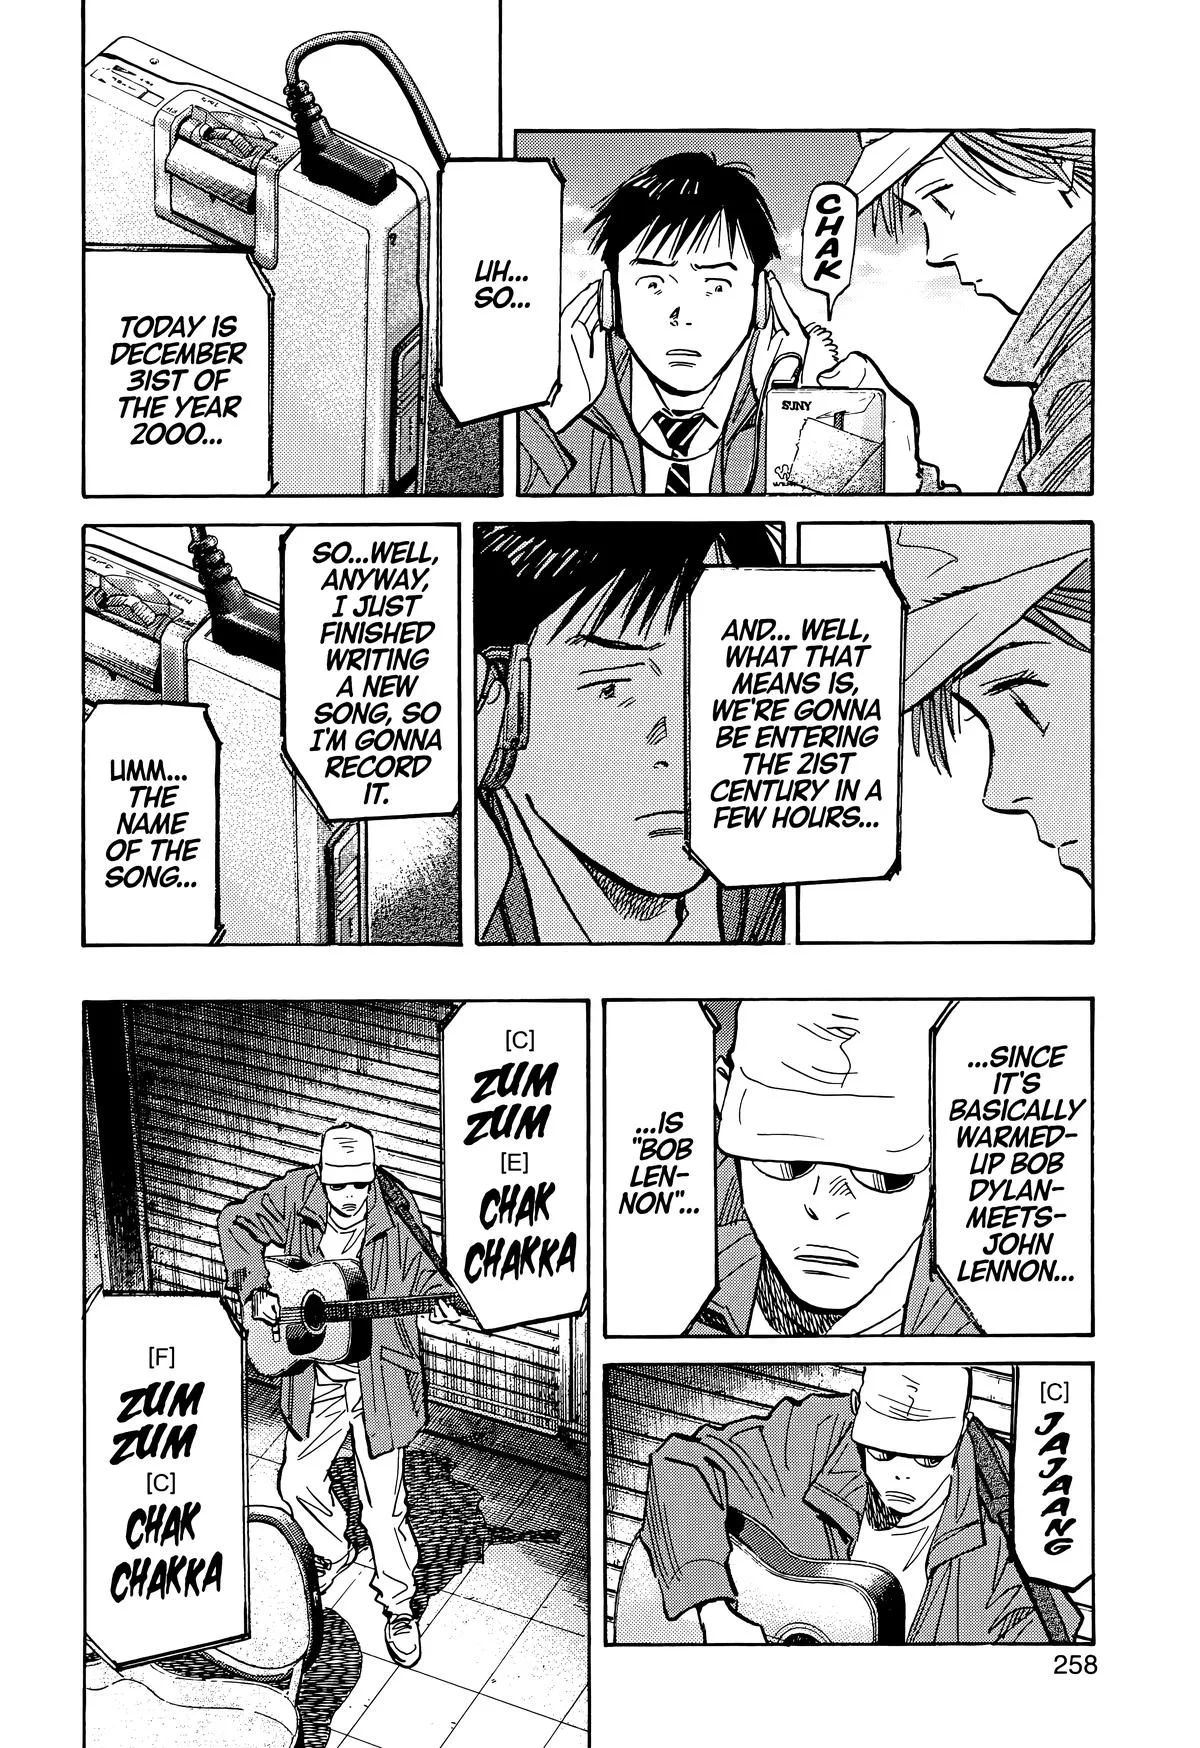 CHAK
SUNY
UH...
SO...
TODAY IS
DECEMBER
31ST OF
THE YEAR
2000...
AND... WELL,
WHAT THAT
MEANS IS,
WE'RE GONNA
BE ENTERING
THE 21ST
CENTURY IN A
FEW HOURS...
SO...WELL,
ANYWAY,
I JUST
FINISHED
WRITING
A NEW
SONG, SO
I'M GONNA
RECORD
IT.
UMM...
THE
NAME
OF THE
SONG...
...SINCE
IT'S
BASICALLY
WARMED-
UP BOB
DYLAN-
MEETS-
JOHN
LENNON...
...IS
"BOB
LEN-
NON"...
[C]
JAJAANG
[C]
ZUM
ZUM
[E]
CHAK
CHAKKA
[F]
ZUM
ZUM
[C]
CHAK
CHAKKA
258